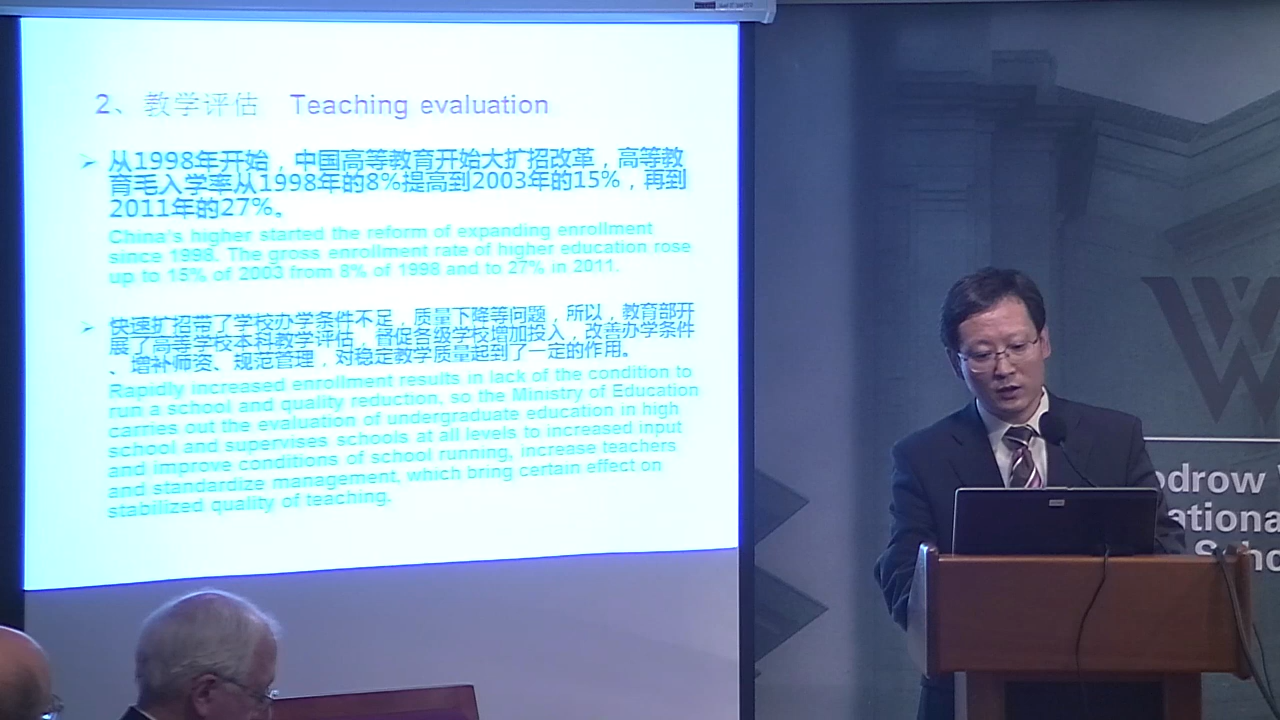 2、教学评估 Teaching evaluation
➢ 从1998年开始，中国高等教育开始大扩招改革，高等教
育毛入学率从1998年的8%提高到2003年的15%，再到
2011年的27%。
China's higher started the reform of expanding enrollment
since 1998. The gross enrollment rate of higher education rose
up to 15% of 2003 from 8% of 1998 and to 27% in 2011.
➢ 快速扩招带了学校办学条件不足，质量下降等问题，所以，教育部开
展了高等学校本科教学评估，督促各级学校增加投入，改善办学条件
、增补师资、规范管理，对稳定教学质量起到了一定的作用。
Rapidly increased enrollment results in lack of the condition to
run a school and quality reduction, so the Ministry of Education
carries out the evaluation of undergraduate education in high
school and supervises schools at all levels to increased input
and improve conditions of school running, increase teachers
and standardize management, which bring certain effect on
stabilized quality of teaching.
W
odrow
ationa
Scho